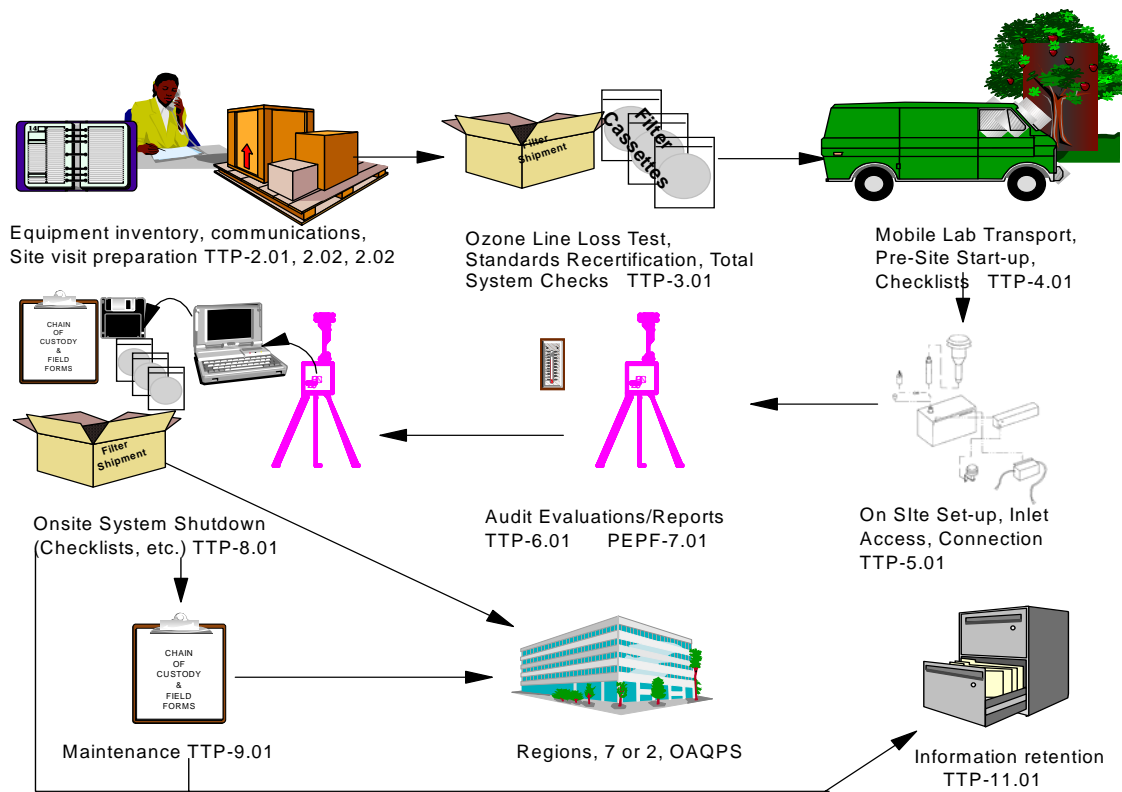 14
Equipment inventory, communications,
Site visit preparation TTP-2.01, 2.02, 2.02
Filter
Shipment
Filter
Cassettes
Ozone Line Loss Test,
Standards Recertification, Total
System Checks TTP-3.01
Mobile Lab Transport,
Pre-Site Start-up,
Checklists TTP-4.01
On SIte Set-up, Inlet
Access, Connection
TTP-5.01
Audit Evaluations/Reports
TTP-6.01 PEPF-7.01
CHAIN
OF
CUSTODY
&
FIELD
FORMS
Filter
Shipment
Onsite System Shutdown
(Checklists, etc.) TTP-8.01
CHAIN
OF
CUSTODY
&
FIELD
FORMS
Maintenance TTP-9.01
Regions, 7 or 2, OAQPS
Information retention
TTP-11.01